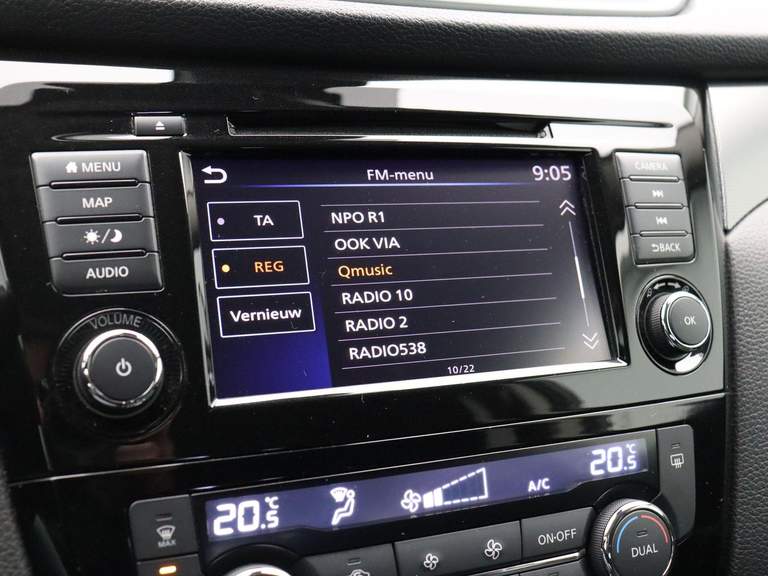 MENU
MAP
AUDIO
VOLUME
FM-menu
9:05
TA
REG
Vernieuw
NPO R1
OOK VIA
Qmusic
RADIO 10
RADIO 2
RADIO538
10/22
CAMERA
BACK
OK
20.5°C
A/C
20.5°C
MAX
ON·OFF
DUAL